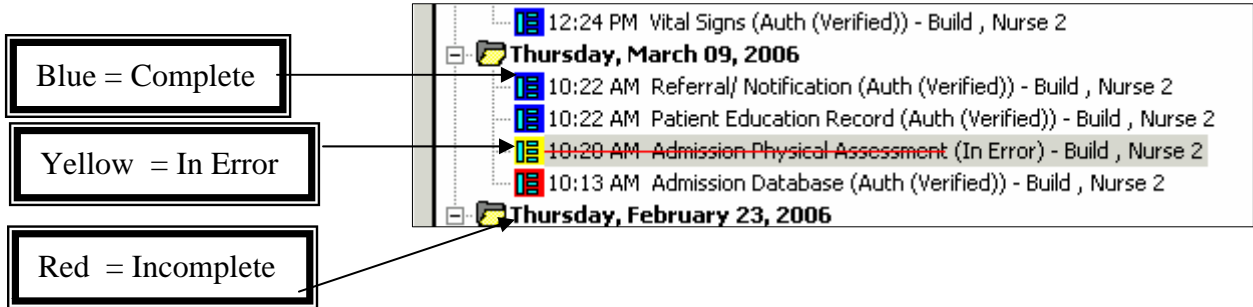 12:24 PM Vital Signs (Auth (Verified)) - Build , Nurse 2
Thursday, March 09, 2006
Blue = Complete
10:22 AM Referral/ Notification (Auth (Verified)) - Build , Nurse 2
10:22 AM Patient Education Record (Auth (Verified)) - Build , Nurse 2
Yellow = In Error
10:20 AM Admission Physical Assessment (In Error) - Build , Nurse 2
10:13 AM Admission Database (Auth (Verified)) - Build , Nurse 2
Thursday, February 23, 2006
Red = Incomplete